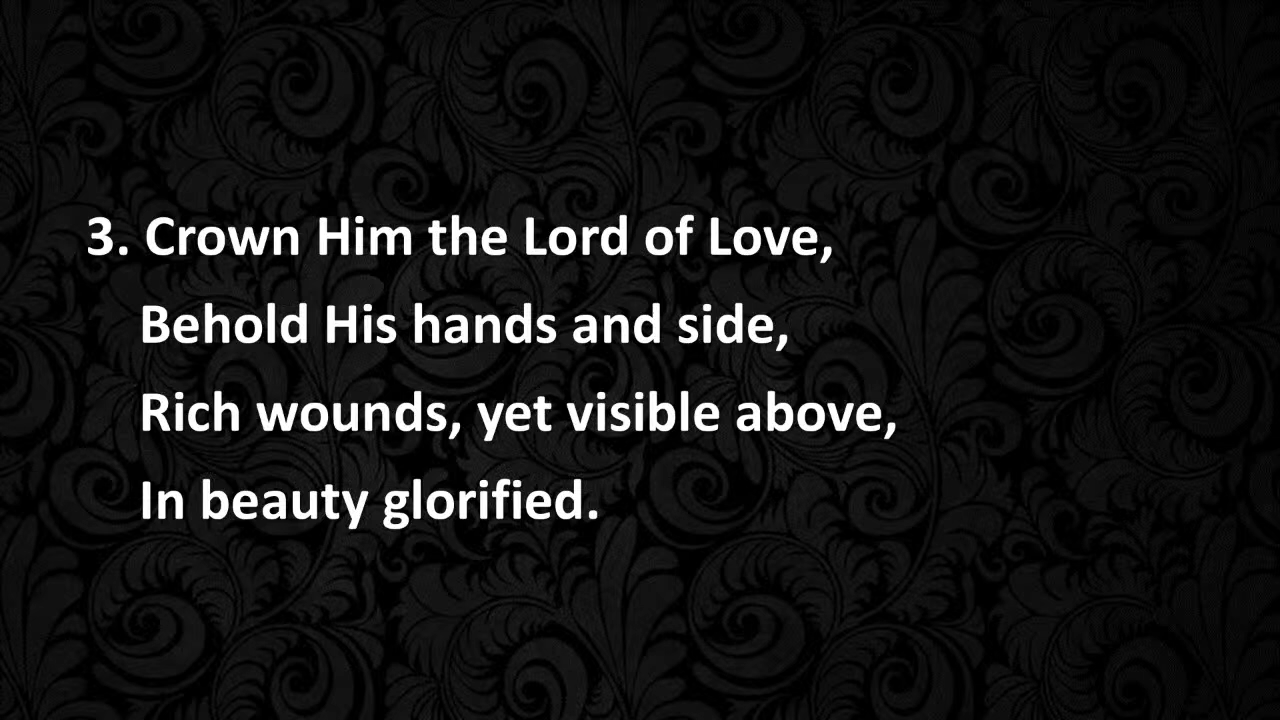 3. Crown Him the Lord of Love,
Behold His hands and side,
Rich wounds, yet visible above,
In beauty glorified.